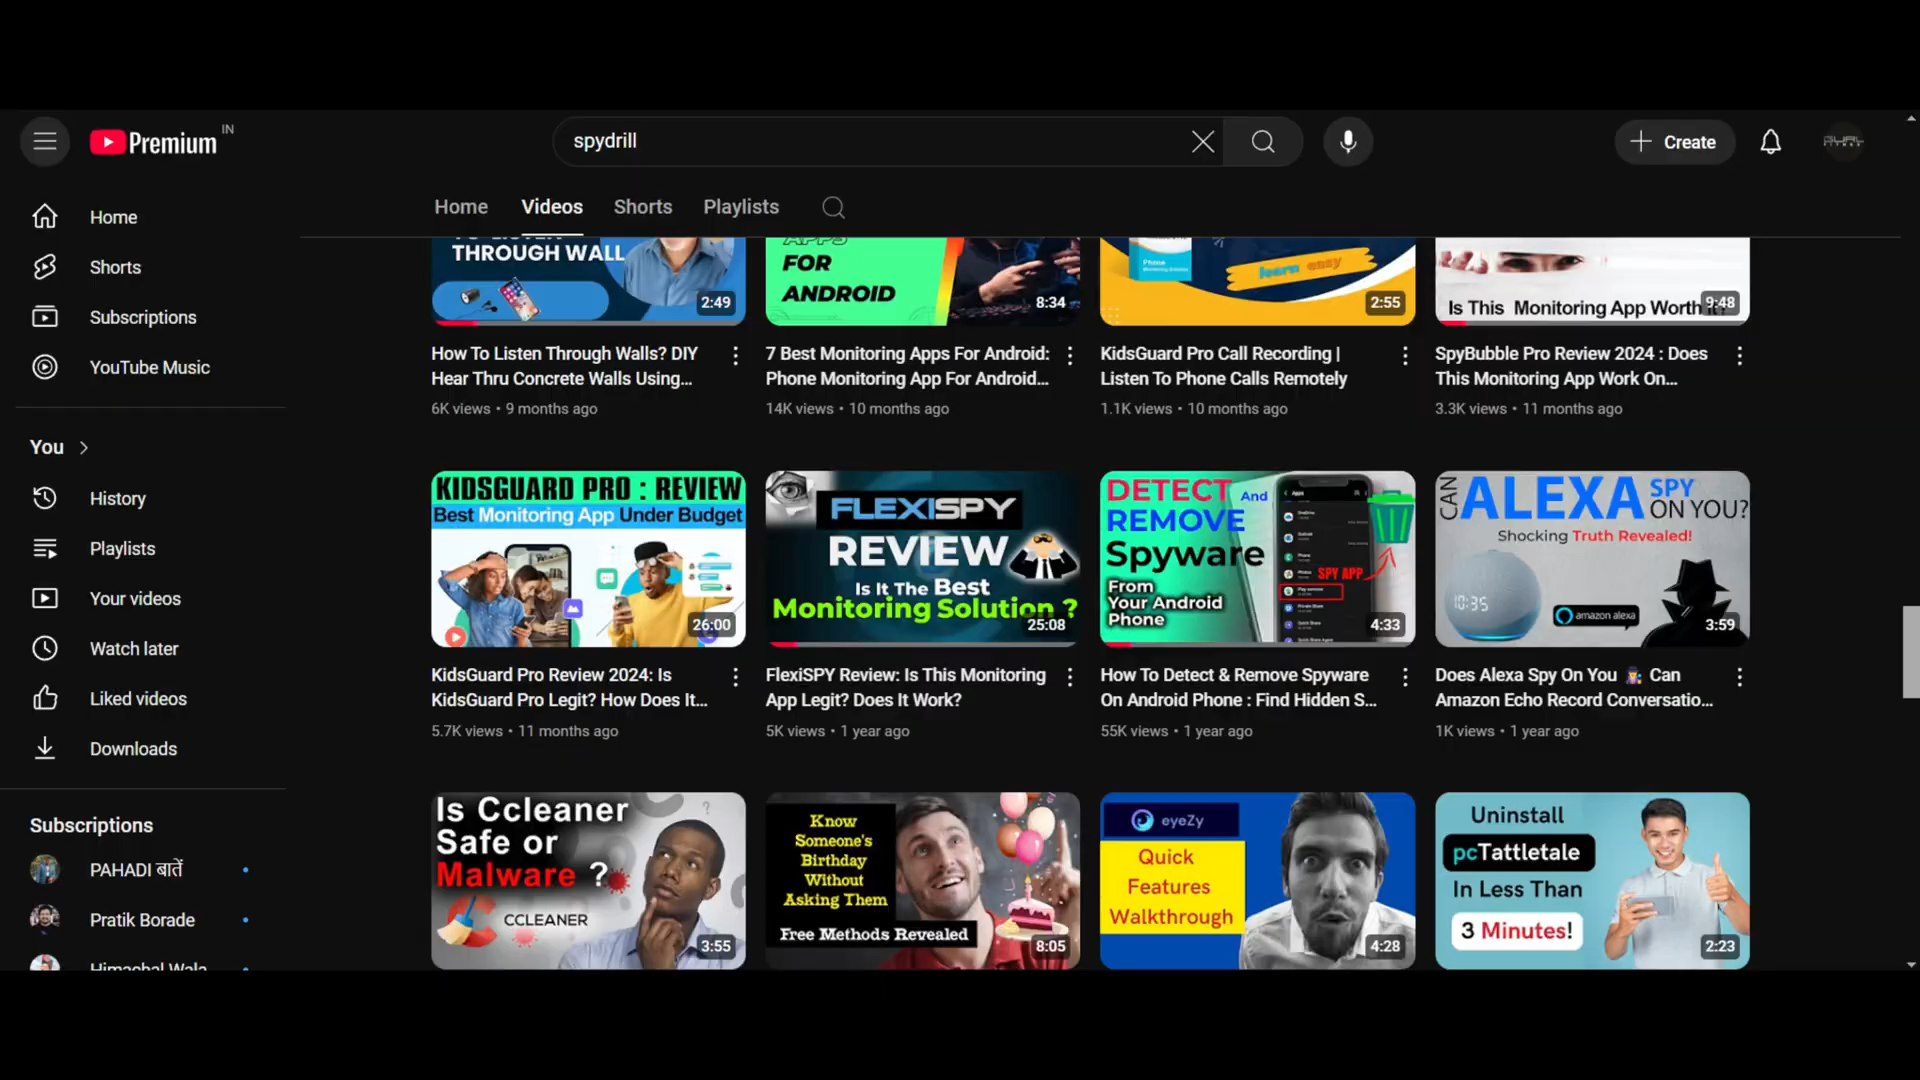 Premium IN
spydrill
Create
Home
Shorts
Subscriptions
YouTube Music
You
History
Playlists
Your videos
Watch later
Liked videos
Downloads
Subscriptions
PAHADI बातें
Pratik Borade
Himachal Wala
Home Videos Shorts Playlists
THROUGH WALL
2:49
How To Listen Through Walls? DIY
Hear Thru Concrete Walls Using...
6K views • 9 months ago
APPS
FOR
ANDROID
8:34
7 Best Monitoring Apps For Android:
Phone Monitoring App For Android...
14K views • 10 months ago
Phone
Monitoring Solution
learn easy
2:55
KidsGuard Pro Call Recording |
Listen To Phone Calls Remotely
1.1K views • 10 months ago
Is This Monitoring App Worth it?
9:48
SpyBubble Pro Review 2024 : Does
This Monitoring App Work On...
3.3K views • 11 months ago
KIDSGUARD PRO : REVIEW
Best Monitoring App Under Budget
26:00
KidsGuard Pro Review 2024: Is
KidsGuard Pro Legit? How Does It...
5.7K views • 11 months ago
FLEXISPY
REVIEW
Is It The Best
Monitoring Solution ?
25:08
FlexiSPY Review: Is This Monitoring
App Legit? Does It Work?
5K views • 1 year ago
DETECT And
REMOVE
Spyware
From
Your Android
Phone
Apps
SPY APP
4:33
How To Detect & Remove Spyware
On Android Phone : Find Hidden S...
55K views • 1 year ago
CAN ALEXA SPY
ON YOU?
Shocking Truth Revealed!
10:35
amazon alexa
3:59
Does Alexa Spy On You 🕵️ Can
Amazon Echo Record Conversatio...
1K views • 1 year ago
Is Ccleaner
Safe or
Malware ?
CCLEANER
3:55
Know
Someone's
Birthday
Without
Asking Them
Free Methods Revealed
8:05
eyeZy
Quick
Features
Walkthrough
4:28
Uninstall
pcTattletale
In Less Than
3 Minutes!
2:23